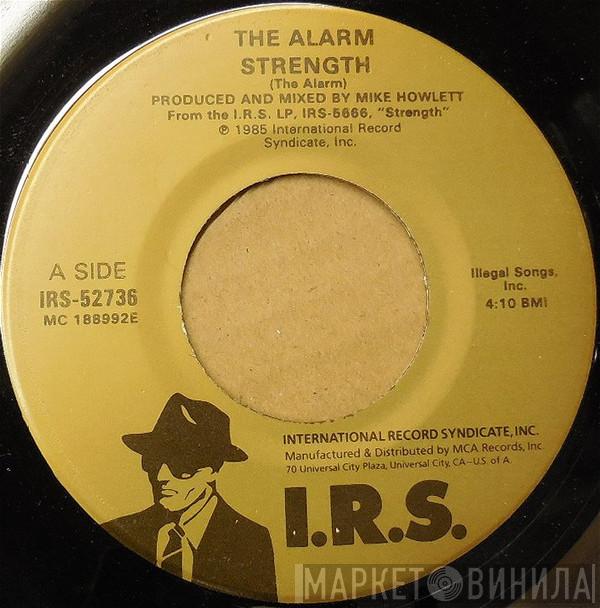 THE ALARM
STRENGTH
(The Alarm)
PRODUCED AND MIXED BY MIKE HOWLETT
From the I.R.S. LP, IRS-5666, "Strength"
℗ 1985 International Record
Syndicate, Inc.
A SIDE
IRS-52736
MC 188992E
Illegal Songs,
Inc.
4:10 BMI
INTERNATIONAL RECORD SYNDICATE, INC.
Manufactured & Distributed by MCA Records, Inc.
70 Universal City Plaza, Universal City, CA-U.S. of A.
I.R.S.
МАРКЕТ ВИНИЛА